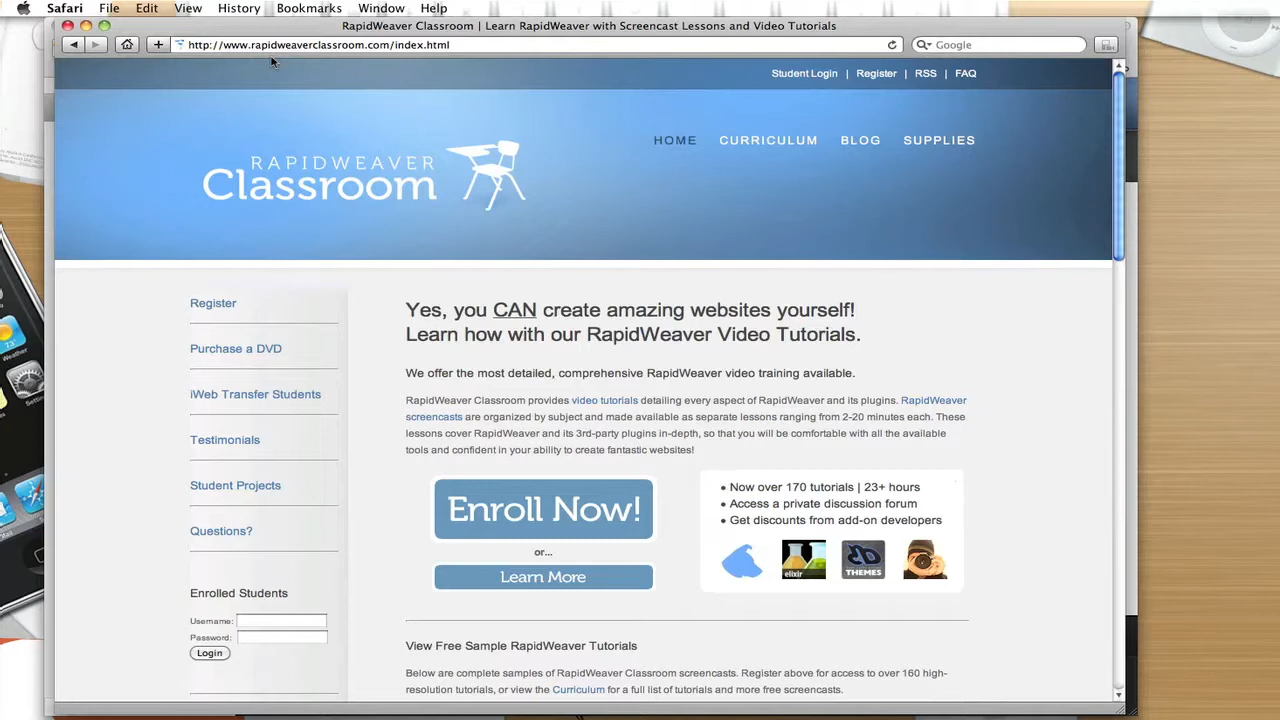 Safari File Edit View History Bookmarks Window Help
RapidWeaver Classroom | Learn RapidWeaver with Screencast Lessons and Video Tutorials
http://www.rapidweaverclassroom.com/index.html
Google
Student Login | Register | RSS | FAQ
HOME CURRICULUM BLOG SUPPLIES
RAPIDWEAVER
Classroom
Register
Purchase a DVD
iWeb Transfer Students
Testimonials
Student Projects
Questions?
Enrolled Students
Username:
Password:
Login
Yes, you CAN create amazing websites yourself!
Learn how with our RapidWeaver Video Tutorials.
We offer the most detailed, comprehensive RapidWeaver video training available.
RapidWeaver Classroom provides video tutorials detailing every aspect of RapidWeaver and its plugins. RapidWeaver
screencasts are organized by subject and made available as separate lessons ranging from 2-20 minutes each. These
lessons cover RapidWeaver and its 3rd-party plugins in-depth, so that you will be comfortable with all the available
tools and confident in your ability to create fantastic websites!
Enroll Now!
or...
Learn More
• Now over 170 tutorials | 23+ hours
• Access a private discussion forum
• Get discounts from add-on developers
elixir
3D
THEMES
View Free Sample RapidWeaver Tutorials
Below are complete samples of RapidWeaver Classroom screencasts. Register above for access to over 160 high-
resolution tutorials, or view the Curriculum for a full list of tutorials and more free screencasts.
Weather